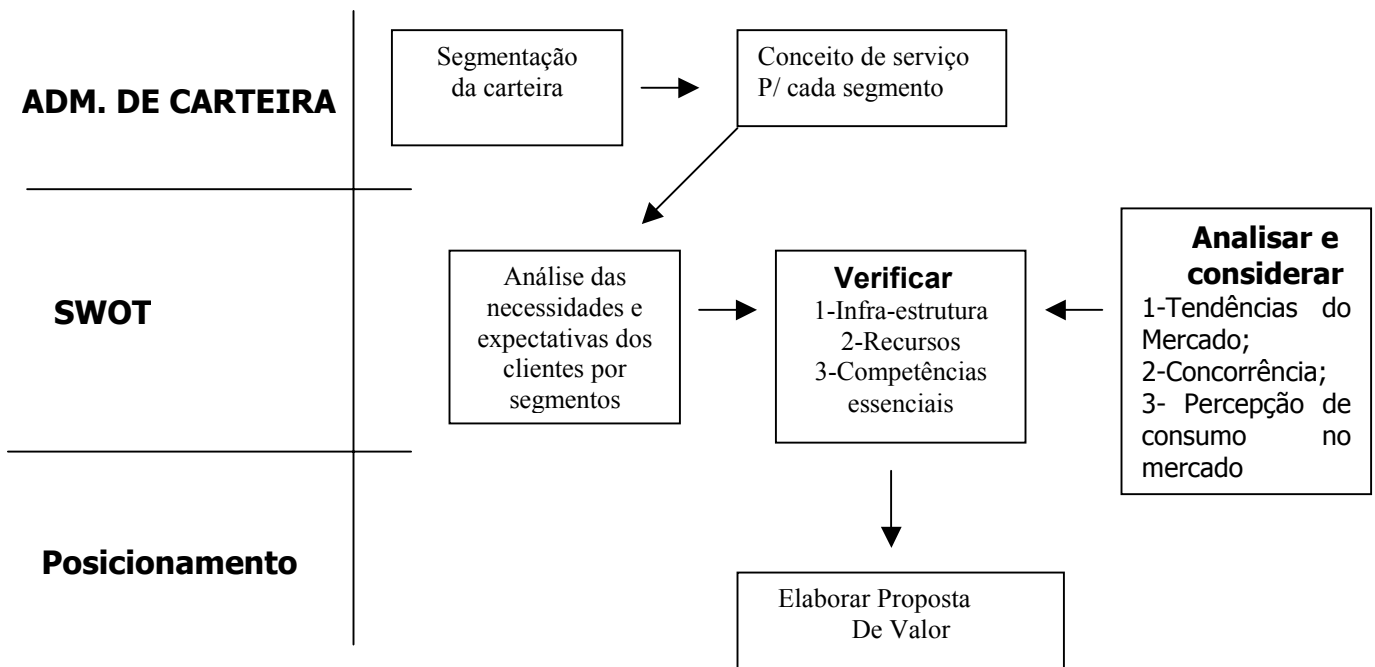 ADM. DE CARTEIRA
Segmentação
da carteira
Conceito de serviço
P/ cada segmento
SWOT
Análise das
necessidades e
expectativas dos
clientes por
segmentos
Verificar
1-Infra-estrutura
2-Recursos
3-Competências
essenciais
Analisar e
considerar
1-Tendências do
Mercado;
2-Concorrência;
3- Percepção de
consumo no
mercado
Posicionamento
Elaborar Proposta
De Valor